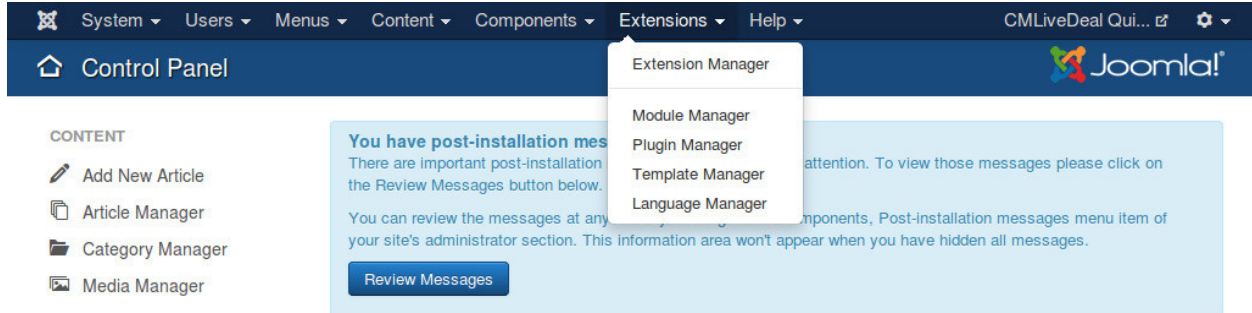 System Users Menus Content Components Extensions Help CMLiveDeal Qui...
Control Panel
Joomla!
Extension Manager
Module Manager
Plugin Manager
Template Manager
Language Manager
CONTENT
Add New Article
Article Manager
Category Manager
Media Manager
You have post-installation mes
There are important post-installation attention. To view those messages please click on
the Review Messages button below.
You can review the messages at any mponents, Post-installation messages menu item of
your site's administrator section. This information area won't appear when you have hidden all messages.
Review Messages